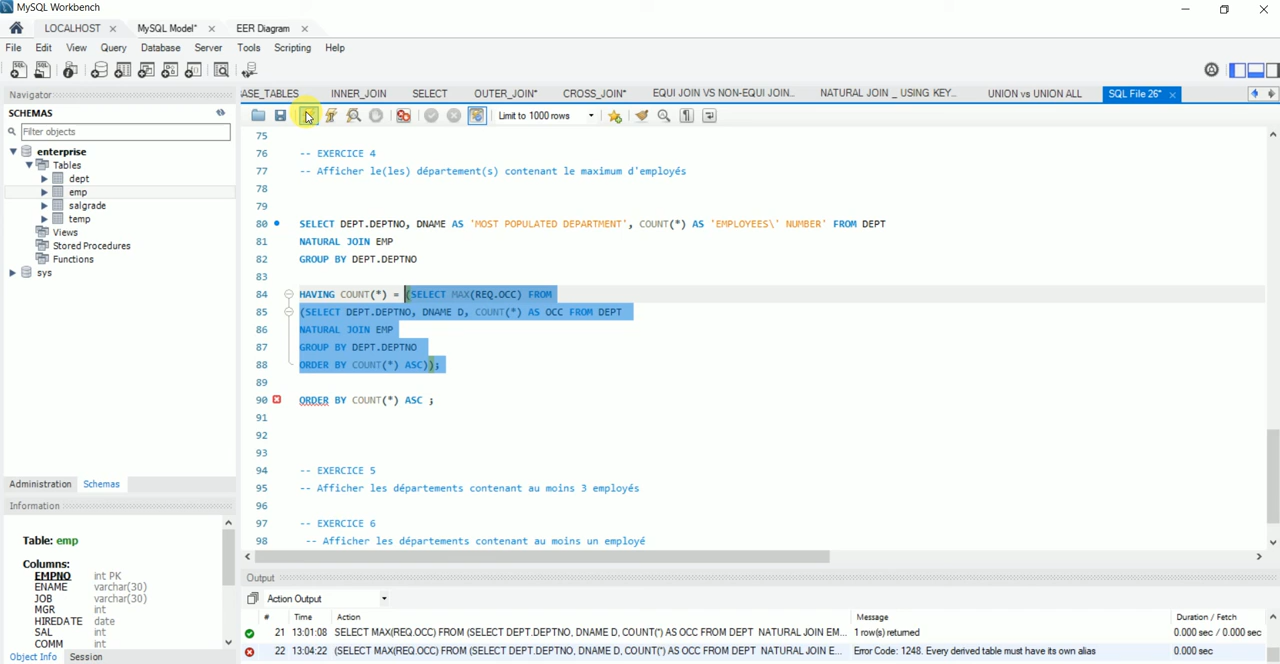 MySQL Workbench
LOCALHOST × MySQL Model* × EER Diagram ×
File Edit View Query Database Server Tools Scripting Help
Navigator
SCHEMAS
Filter objects
enterprise
Tables
dept
emp
salgrade
temp
Views
Stored Procedures
Functions
sys
Administration Schemas
Information
Table: emp
Columns:
EMPNO int PK
ENAME varchar(30)
JOB varchar(30)
MGR int
HIREDATE date
SAL int
COMM int
Object Info Session
ASE_TABLES INNER_JOIN SELECT OUTER_JOIN* CROSS_JOIN* EQUI JOIN VS NON-EQUI JOIN... NATURAL JOIN _ USING KEY... UNION vs UNION ALL SQL File 26* ×
Limit to 1000 rows
75
76 -- EXERCICE 4
77 -- Afficher le(les) département(s) contenant le maximum d'employés
78
79
80 SELECT DEPT.DEPTNO, DNAME AS 'MOST POPULATED DEPARTMENT', COUNT(*) AS 'EMPLOYEES\' NUMBER' FROM DEPT
81 NATURAL JOIN EMP
82 GROUP BY DEPT.DEPTNO
83
84 HAVING COUNT(*) = (SELECT MAX(REQ.OCC) FROM
85 (SELECT DEPT.DEPTNO, DNAME D, COUNT(*) AS OCC FROM DEPT
86 NATURAL JOIN EMP
87 GROUP BY DEPT.DEPTNO
88 ORDER BY COUNT(*) ASC));
89
90 ORDER BY COUNT(*) ASC ;
91
92
93
94 -- EXERCICE 5
95 -- Afficher les départements contenant au moins 3 employés
96
97 -- EXERCICE 6
98 -- Afficher les départements contenant au moins un employé
Output
Action Output
# Time Action Message Duration / Fetch
21 13:01:08 SELECT MAX(REQ.OCC) FROM (SELECT DEPT.DEPTNO, DNAME D, COUNT(*) AS OCC FROM DEPT NATURAL JOIN EM... 1 row(s) returned 0.000 sec / 0.000 sec
22 13:04:22 (SELECT MAX(REQ.OCC) FROM (SELECT DEPT.DEPTNO, DNAME D, COUNT(*) AS OCC FROM DEPT NATURAL JOIN E... Error Code: 1248. Every derived table must have its own alias 0.000 sec